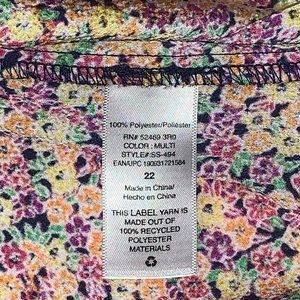 100% Polyester/Poliéster
RN# 52469 3R0
COLOR : MULTI
STYLE#:SS-494
EAN/UPC 190031721584
22
Made in China/
Hecho en China
THIS LABEL YARN IS
MADE OUT OF
100% RECYCLED
POLYESTER
MATERIALS